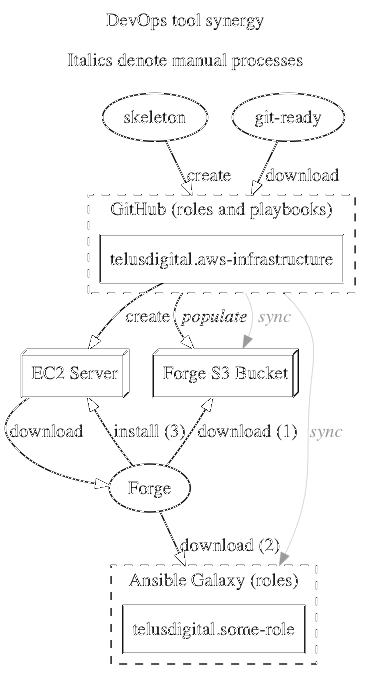 DevOps tool synergy
Italics denote manual processes
skeleton
git-ready
create
download
GitHub (roles and playbooks)
telusdigital.aws-infrastructure
create
populate
sync
EC2 Server
Forge S3 Bucket
download
install (3)
download (1)
sync
Forge
download (2)
Ansible Galaxy (roles)
telusdigital.some-role